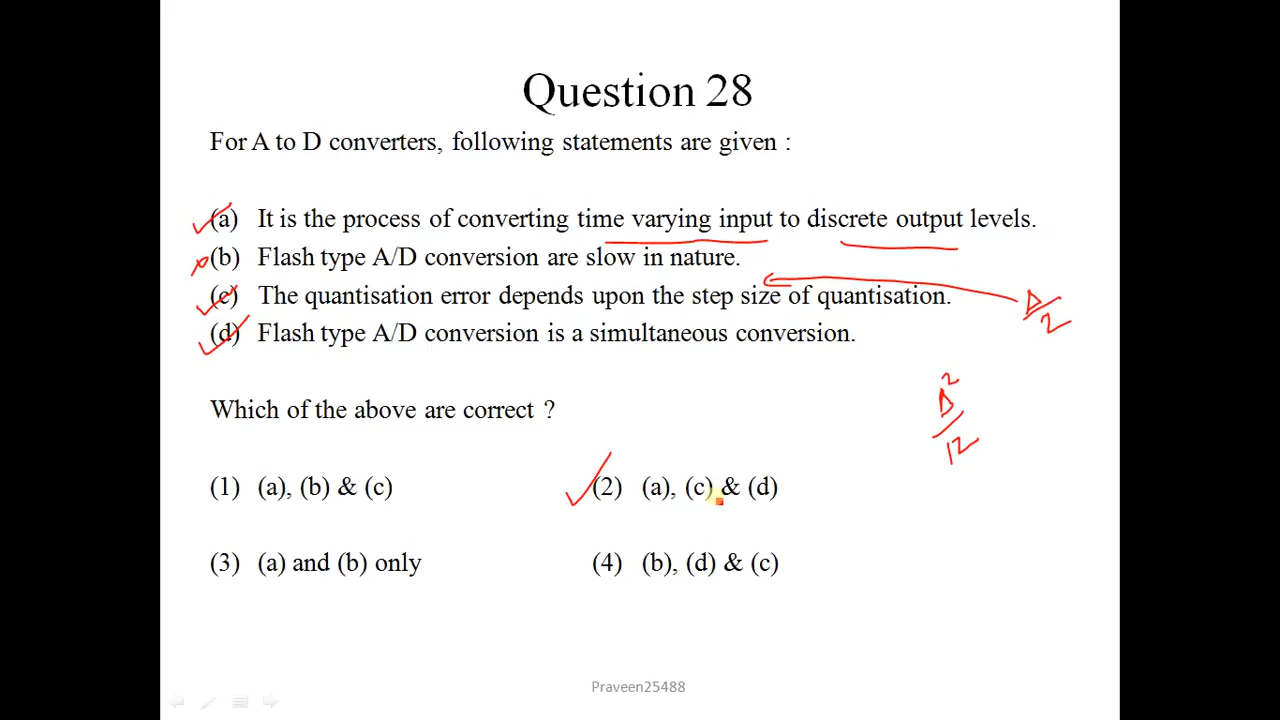 Question 28
For A to D converters, following statements are given :
(a) It is the process of converting time varying input to discrete output levels.
(b) Flash type A/D conversion are slow in nature.
(c) The quantisation error depends upon the step size of quantisation.
Δ/2
(d) Flash type A/D conversion is a simultaneous conversion.
Δ²/12
Which of the above are correct ?
(1) (a), (b) & (c) (2) (a), (c) & (d)
(3) (a) and (b) only (4) (b), (d) & (c)
Praveen25488